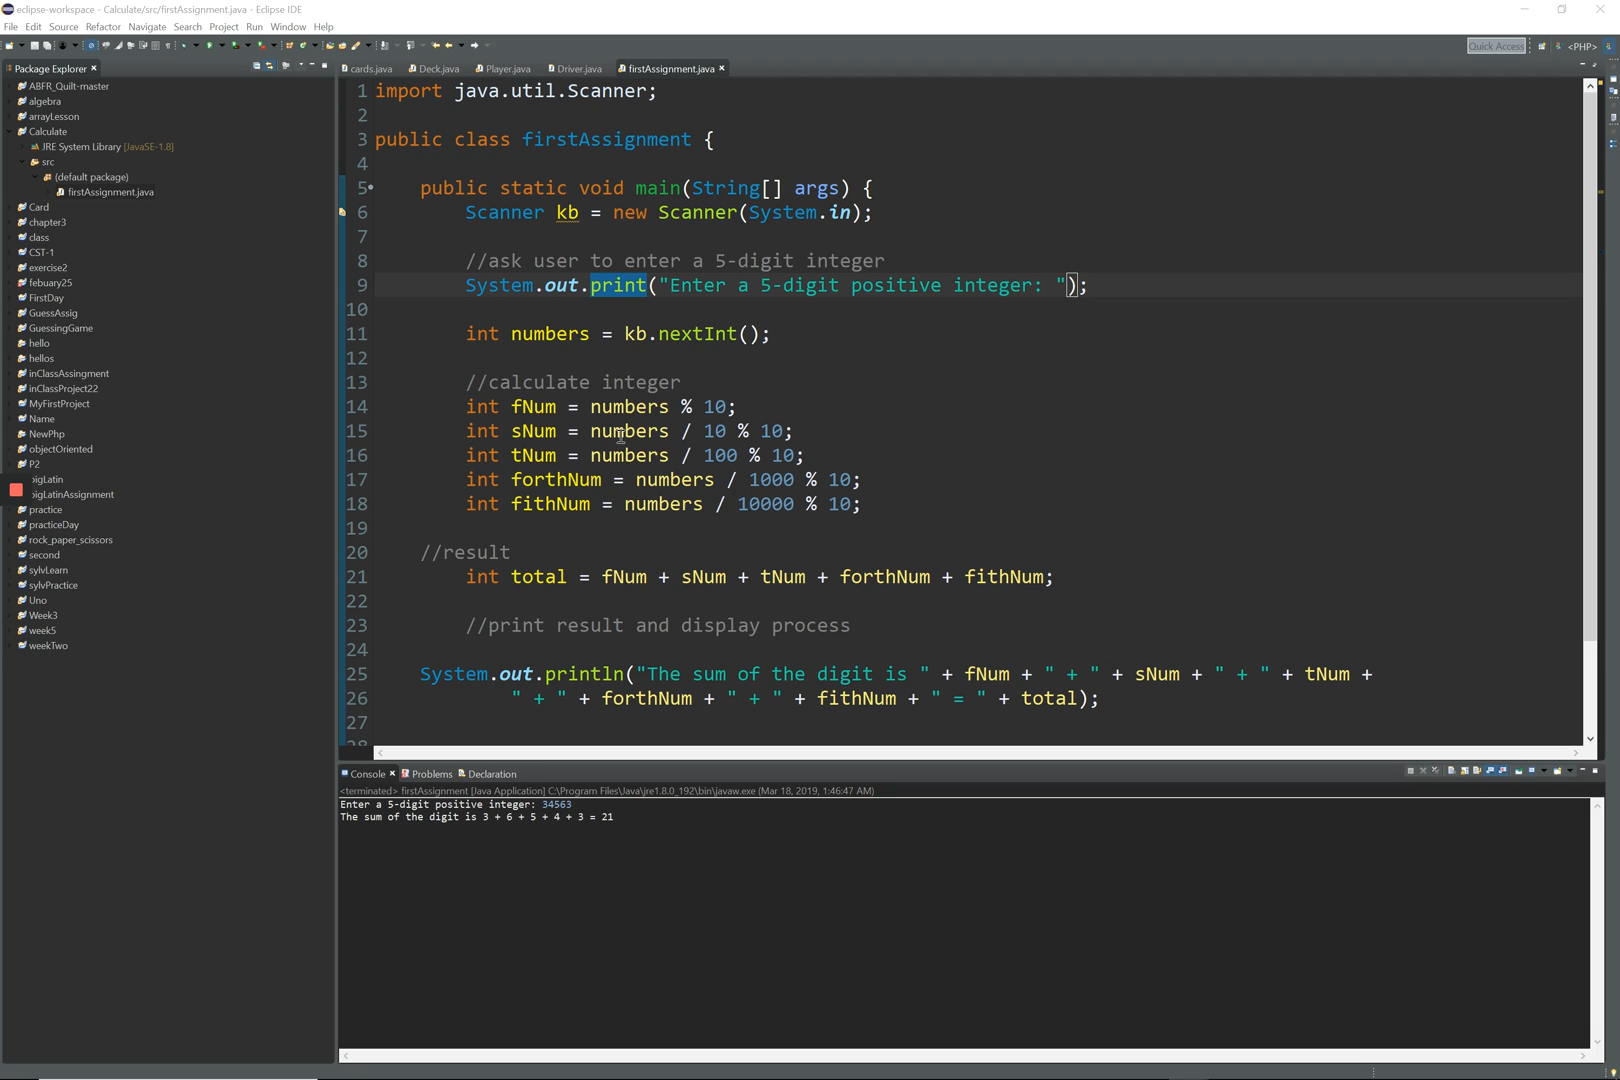 eclipse-workspace - Calculate/src/firstAssignment.java - Eclipse IDE
File Edit Source Refactor Navigate Search Project Run Window Help
Quick Access <PHP>
Package Explorer
ABFR_Quilt-master
algebra
arrayLesson
Calculate
JRE System Library [JavaSE-1.8]
src
(default package)
firstAssignment.java
Card
chapter3
class
CST-1
exercise2
febuary25
FirstDay
GuessAssig
GuessingGame
hello
hellos
inClassAssingment
inClassProject22
MyFirstProject
Name
NewPhp
objectOriented
P2
pigLatin
pigLatinAssignment
practice
practiceDay
rock_paper_scissors
second
sylvLearn
sylvPractice
Uno
Week3
week5
weekTwo
cards.java Deck.java Player.java Driver.java firstAssignment.java
1 import java.util.Scanner;
2
3 public class firstAssignment {
4
5 public static void main(String[] args) {
6 Scanner kb = new Scanner(System.in);
7
8 //ask user to enter a 5-digit integer
9 System.out.print("Enter a 5-digit positive integer: ");
10
11 int numbers = kb.nextInt();
12
13 //calculate integer
14 int fNum = numbers % 10;
15 int sNum = numbers / 10 % 10;
16 int tNum = numbers / 100 % 10;
17 int forthNum = numbers / 1000 % 10;
18 int fithNum = numbers / 10000 % 10;
19
20 //result
21 int total = fNum + sNum + tNum + forthNum + fithNum;
22
23 //print result and display process
24
25 System.out.println("The sum of the digit is " + fNum + " + " + sNum + " + " + tNum +
26 " + " + forthNum + " + " + fithNum + " = " + total);
27
28
Console Problems Declaration
<terminated> firstAssignment [Java Application] C:\Program Files\Java\jre1.8.0_192\bin\javaw.exe (Mar 18, 2019, 1:46:47 AM)
Enter a 5-digit positive integer: 34563
The sum of the digit is 3 + 6 + 5 + 4 + 3 = 21